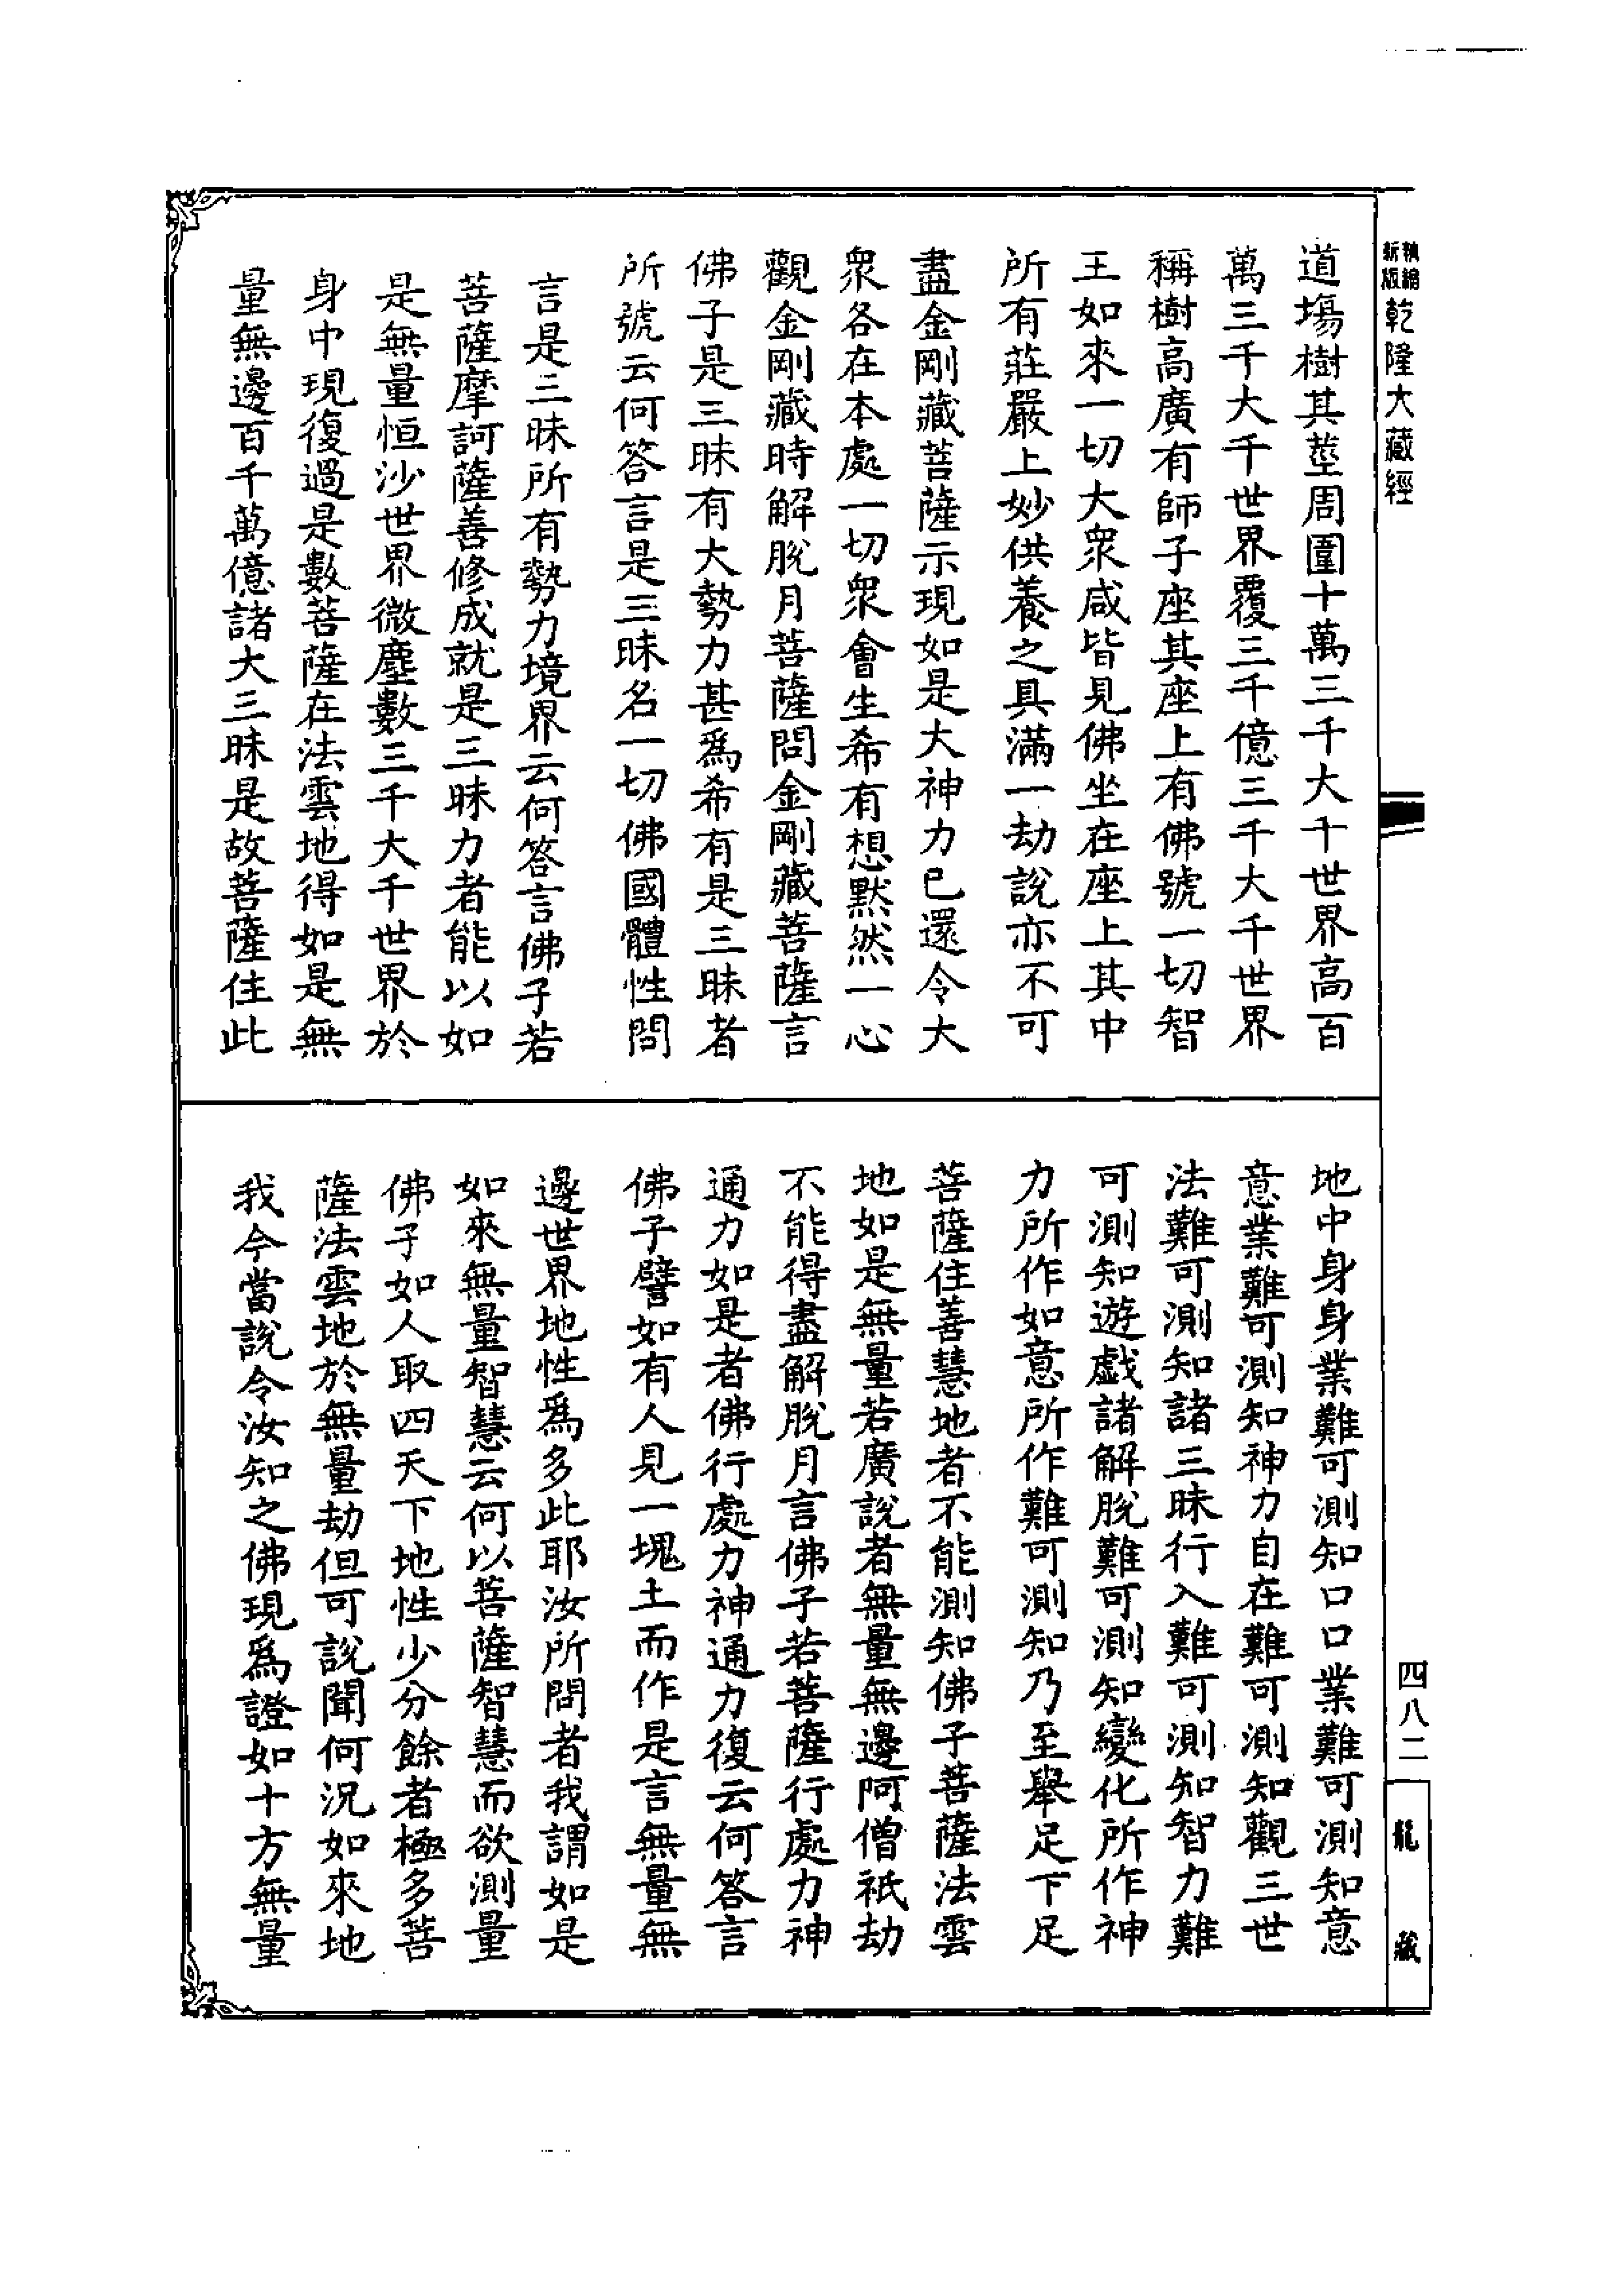 新版 精縮 乾隆大藏經
道場樹其莖周圍十萬三千大千世界高百
萬三千大千世界覆三千億三千大千世界
稱樹高廣有師子座其座上有佛號一切智
王如來一切大眾咸皆見佛坐在座上其中
所有莊嚴上妙供養之具滿一劫說亦不可
盡金剛藏菩薩示現如是大神力已還令大
眾各在本處一切眾會生希有想默然一心
觀金剛藏時解脫月菩薩問金剛藏菩薩言
佛子是三昧有大勢力甚為希有是三昧者
所號云何答言是三昧名一切佛國體性問
言是三昧所有勢力境界云何答言佛子若
菩薩摩訶薩善修成就是三昧力者能以如
是無量恒沙世界微塵數三千大千世界於
身中現復過是數菩薩在法雲地得如是無
量無邊百千萬億諸大三昧是故菩薩住此
地中身身業難可測知口口業難可測知意
意業難可測知神力自在難可測知觀三世
法難可測知諸三昧行入難可測知智力難
可測知遊戲諸解脫難可測知變化所作神
力所作如意所作難可測知乃至舉足下足
菩薩住善慧地者不能測知佛子菩薩法雲
地如是無量若廣說者無量無邊阿僧祇劫
不能得盡解脫月言佛子若菩薩行處力神
通力如是者佛行處力神通力復云何答言
佛子譬如有人見一塊土而作是言無量無
邊世界地性為多此耶汝所問者我謂如是
如來無量智慧云何以菩薩智慧而欲測量
佛子如人取四天下地性少分餘者極多菩
薩法雲地於無量劫但可說聞何況如來地
我今當說令汝知之佛現為證如十方無量
四八二
龍藏